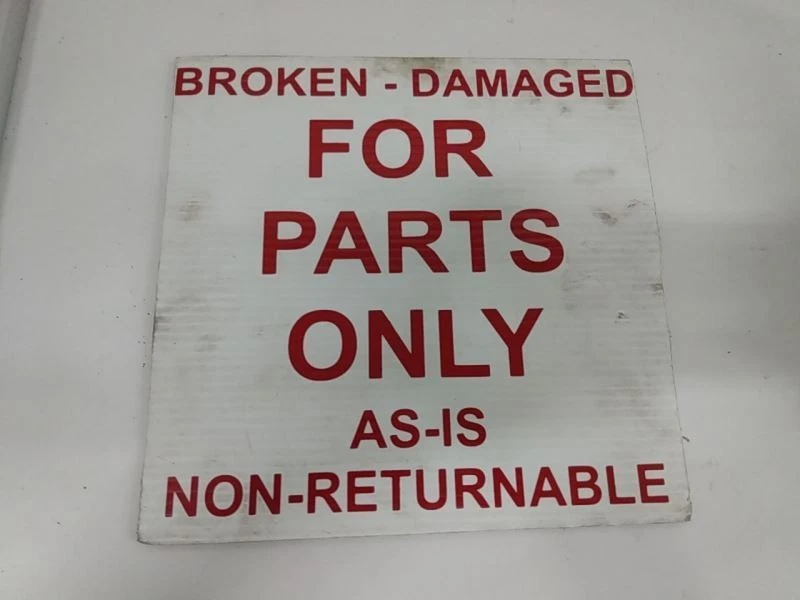 BROKEN - DAMAGED
FOR
PARTS
ONLY
AS-IS
NON-RETURNABLE